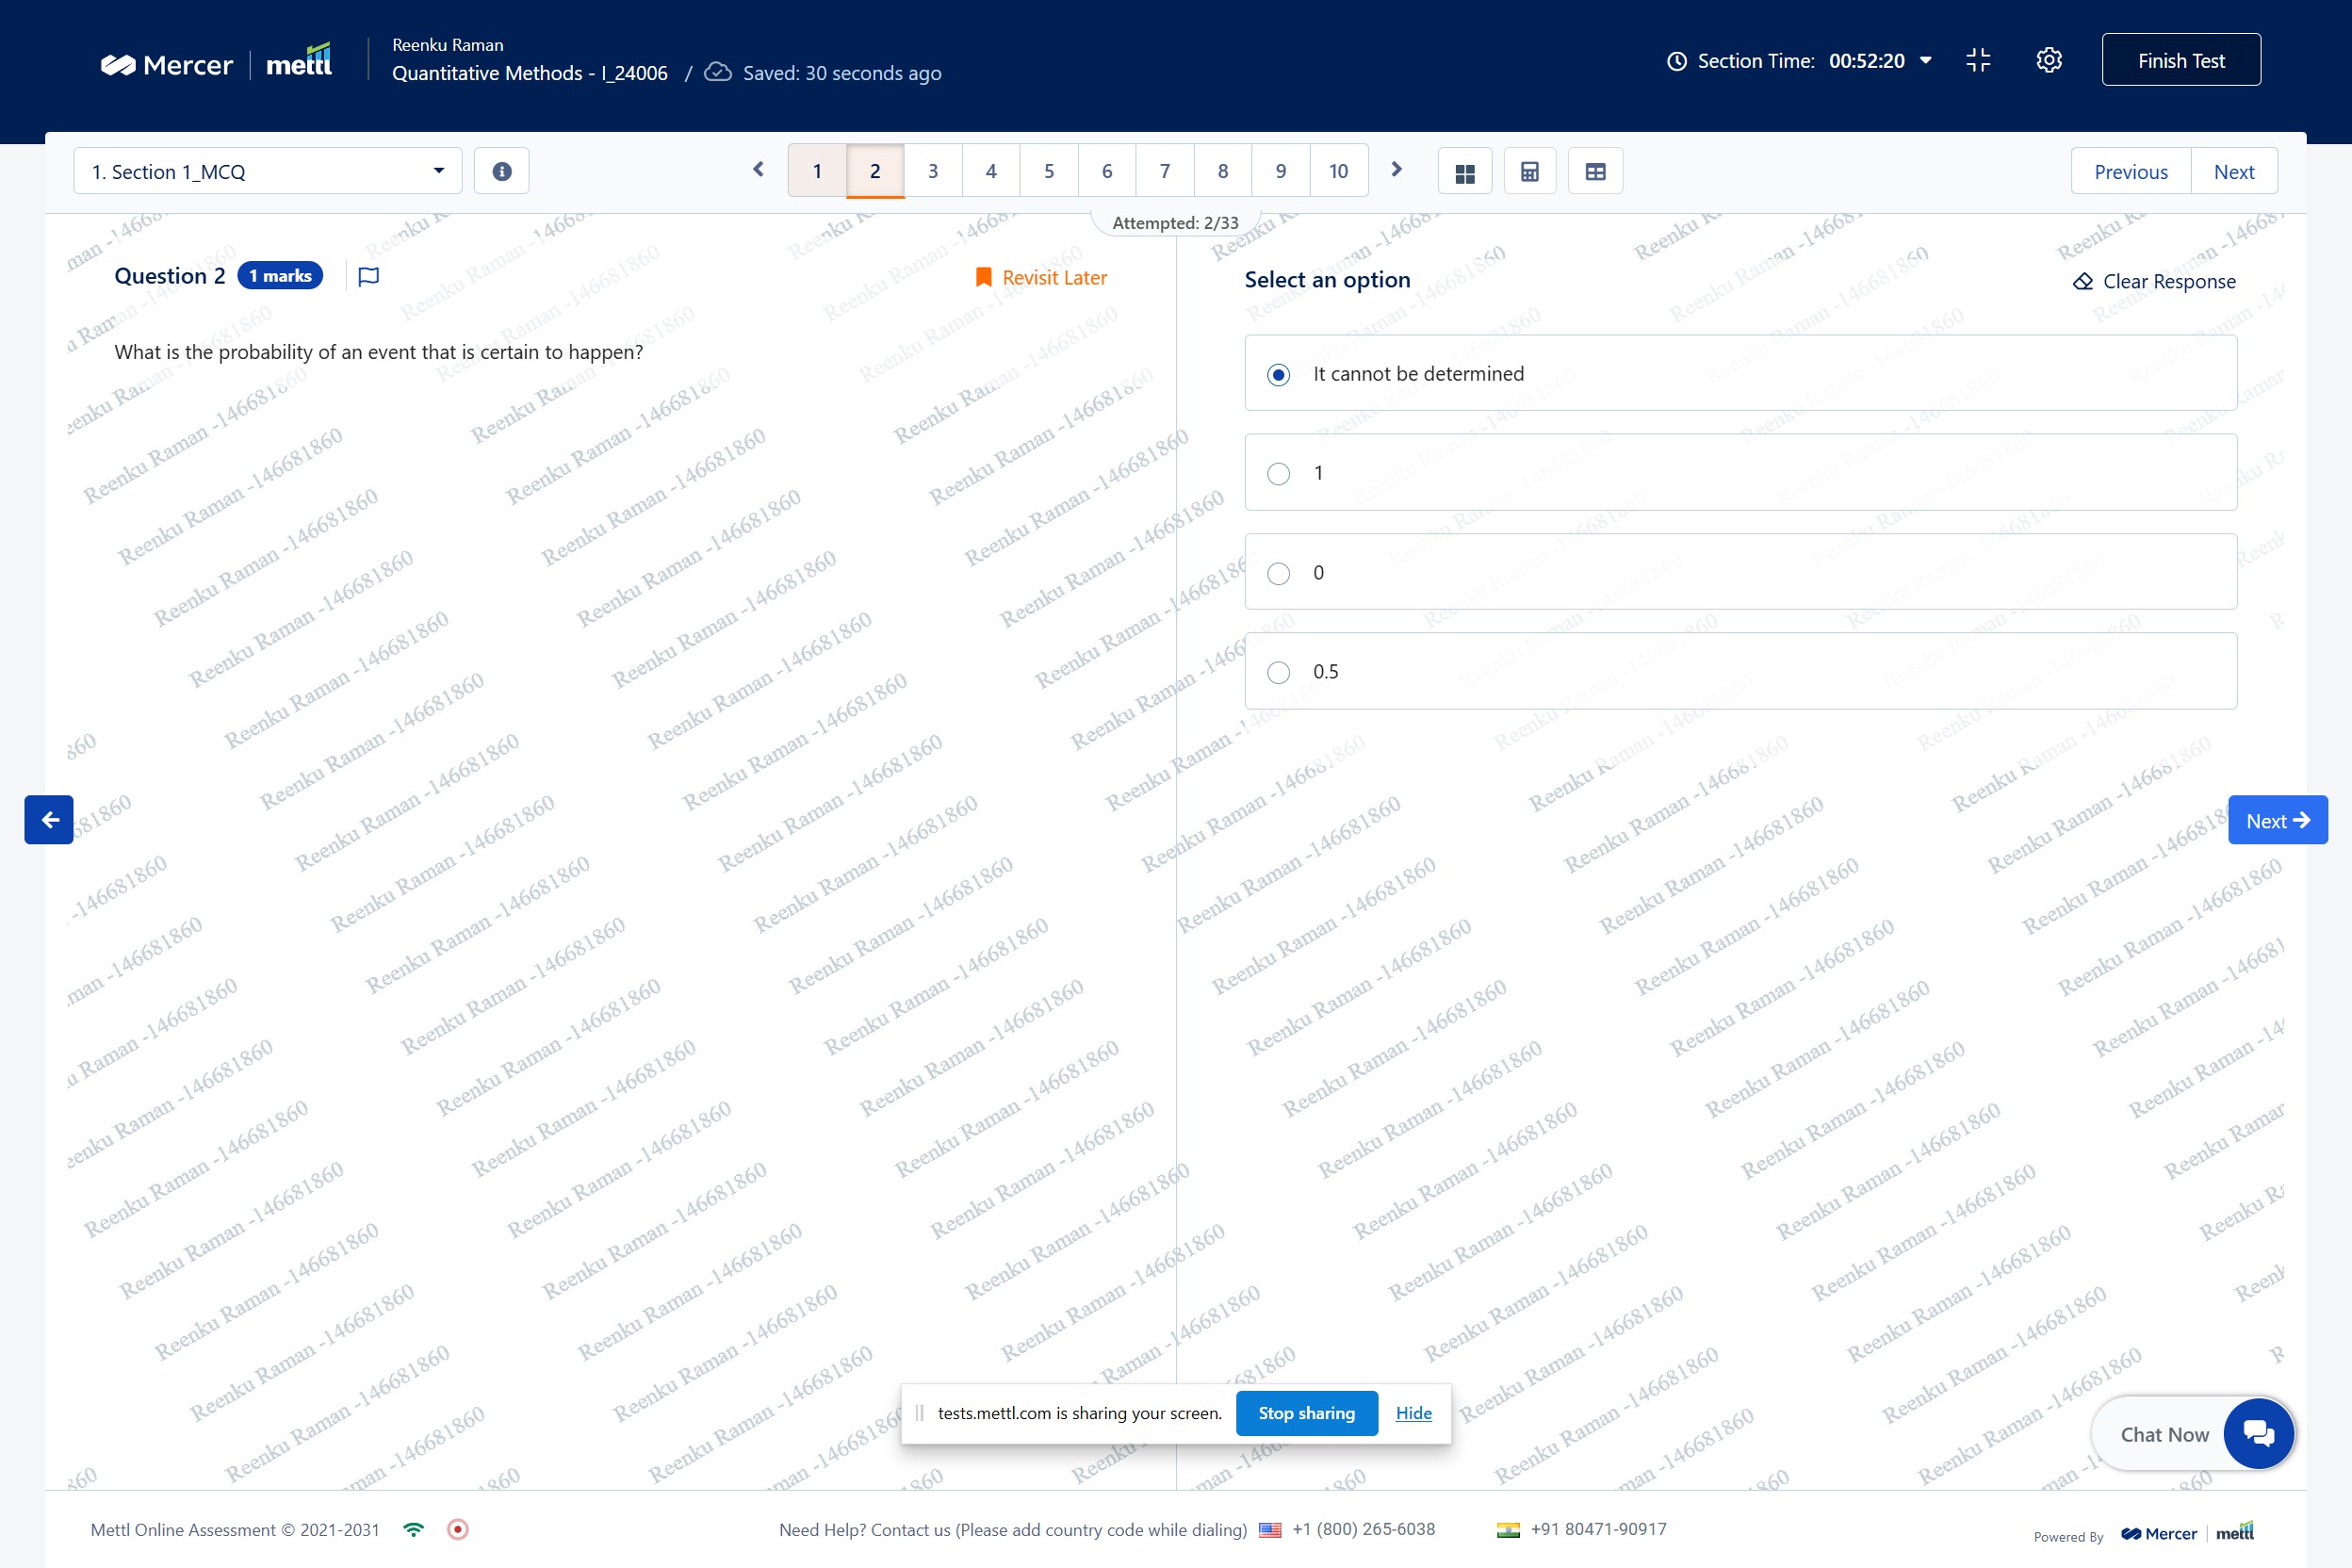 Mercer | mettl
Reenku Raman
Quantitative Methods - I_24006 / Saved: 30 seconds ago
Section Time: 00:52:20
Finish Test
1. Section 1_MCQ
1 2 3 4 5 6 7 8 9 10
Previous Next
Attempted: 2/33
Question 2 1 marks
Revisit Later
What is the probability of an event that is certain to happen?
Select an option
Clear Response
It cannot be determined
1
0
0.5
Next
Reenku Raman -146681860
tests.mettl.com is sharing your screen. Stop sharing Hide
Chat Now
Mettl Online Assessment © 2021-2031
Need Help? Contact us (Please add country code while dialing) +1 (800) 265-6038 +91 80471-90917
Powered By Mercer | mettl